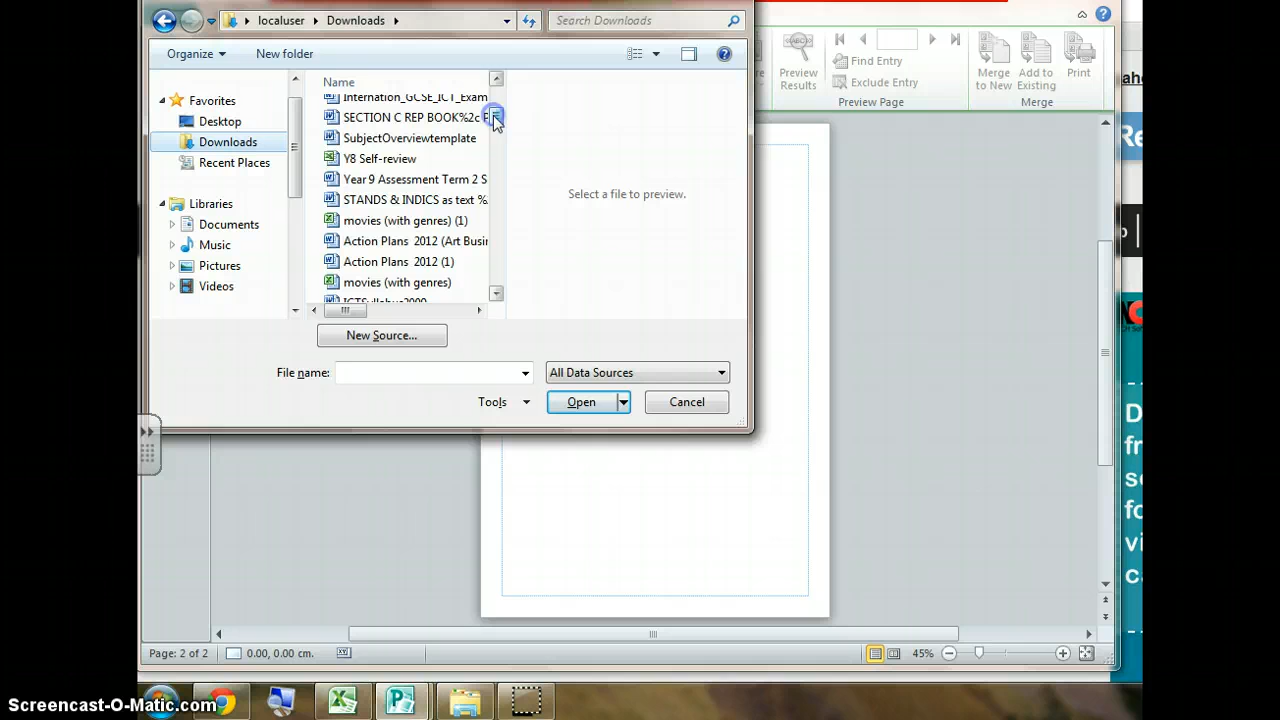 localuser
Downloads
Search Downloads
Organize
New folder
Name
Favorites
Desktop
Downloads
Recent Places
Libraries
Documents
Music
Pictures
Videos
Internation_GCSE_ICT_Exam
SECTION C REP BOOK%2c
SubjectOverviewtemplate
Y8 Self-review
Year 9 Assessment Term 2 S
STANDS & INDICS as text %
movies (with genres) (1)
Action Plans 2012 (Art Busin
Action Plans 2012 (1)
movies (with genres)
ICTSyllabus2000
Select a file to preview.
New Source...
File name:
All Data Sources
Tools
Open
Cancel
Preview Results
Find Entry
Exclude Entry
Preview Page
Merge to New
Add to Existing
Print
Merge
Page: 2 of 2
0.00, 0.00 cm.
45%
Screencast-O-Matic.com